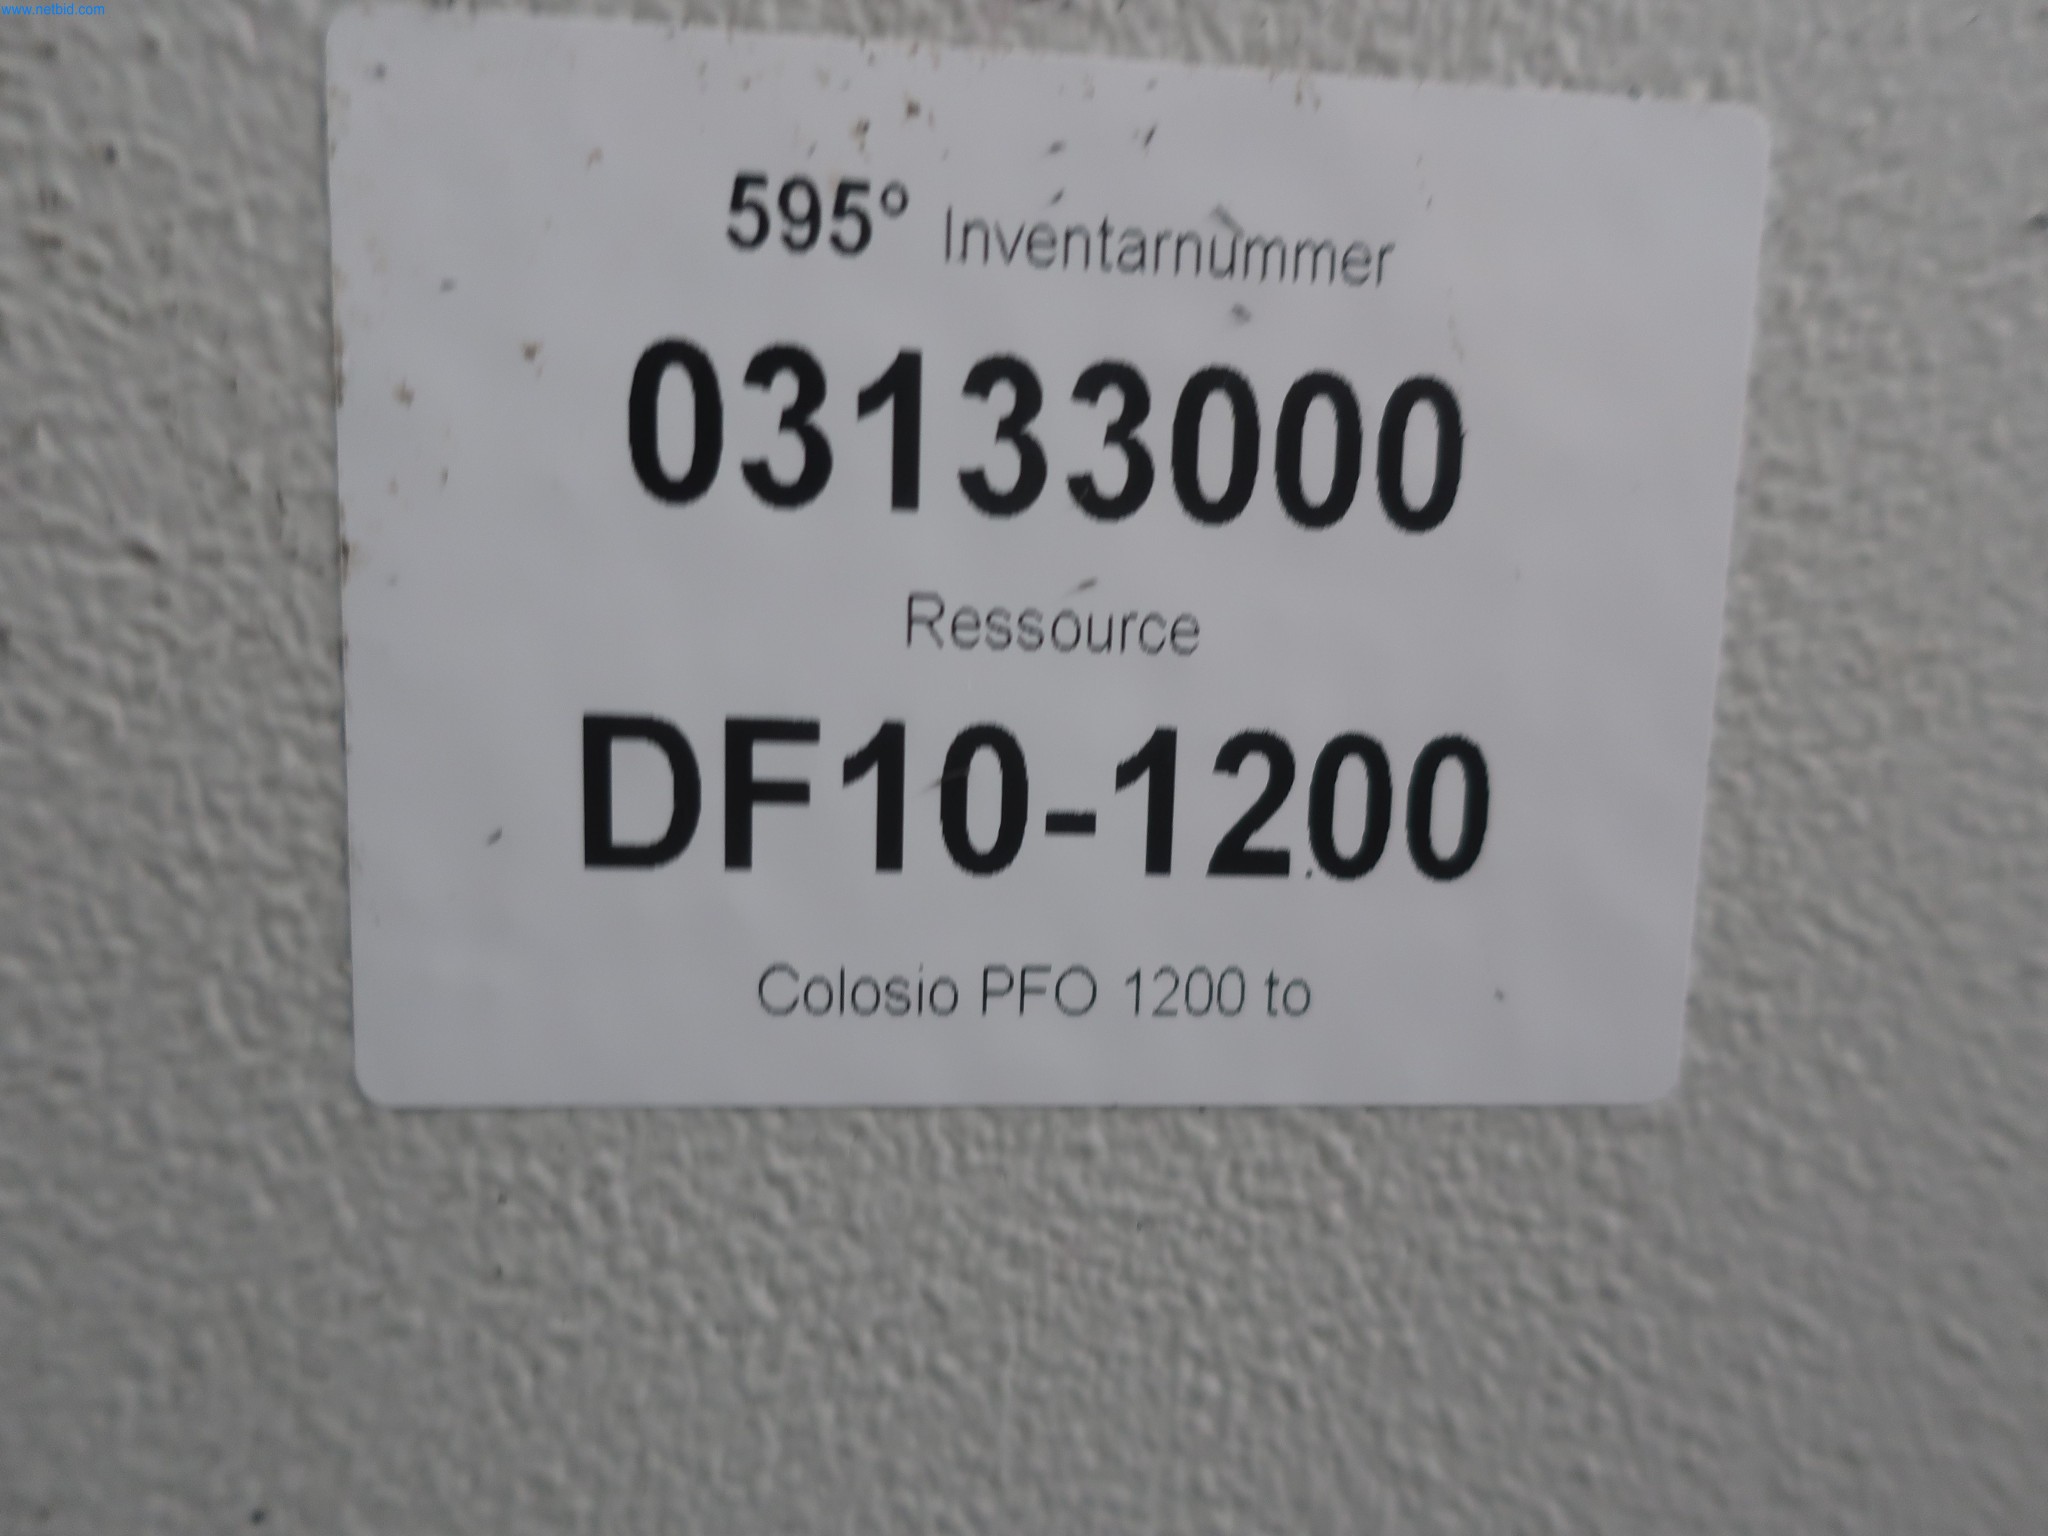 www.netbid.com
595° Inventarnummer
03133000
Ressource
DF10-1200
Colosio PFO 1200 to